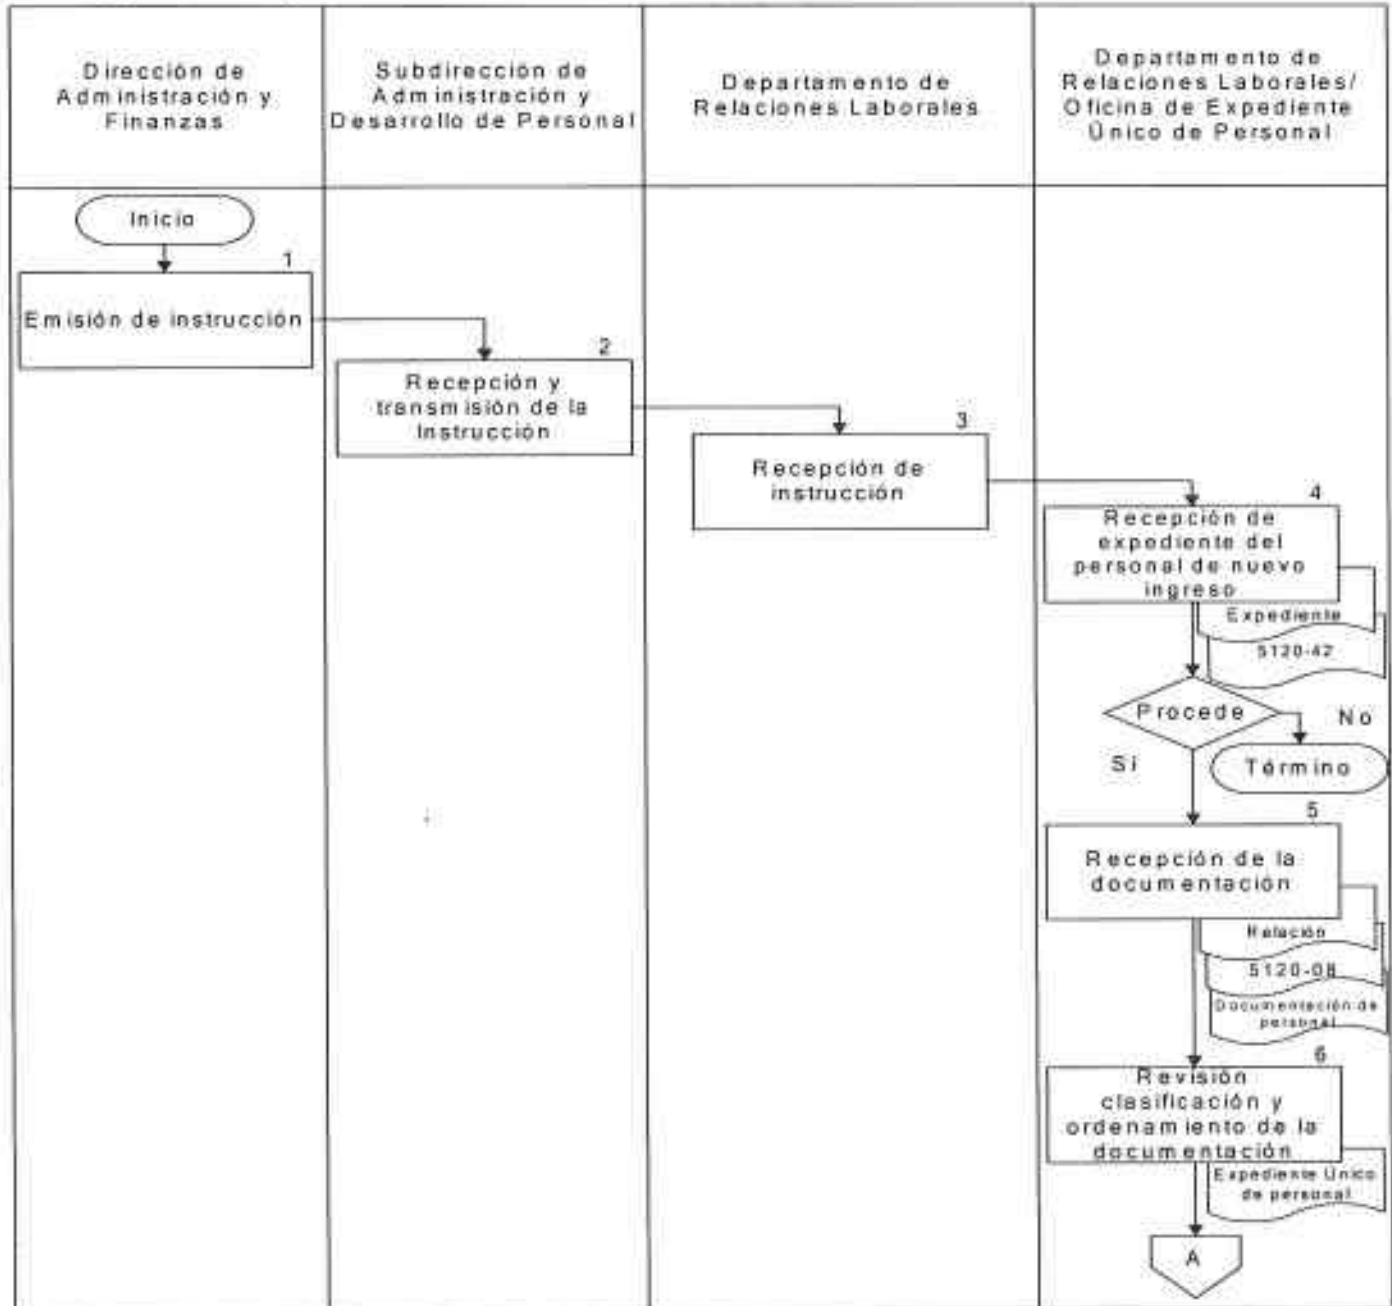 Dirección de
Administración y
Finanzas
Subdirección de
Administración y
Desarrollo de Personal
Departamento de
Relaciones Laborales
Departamento de
Relaciones Laborales/
Oficina de Expediente
Único de Personal
Inicio
1
Emisión de instrucción
2
Recepción y
transmisión de la
Instrucción
3
Recepción de
instrucción
4
Recepción de
expediente del
personal de nuevo
ingreso
Expediente
5120-42
Procede
No
Sí
Término
5
Recepción de la
documentación
Relación
5120-08
Documentación de
personal
6
Revisión
clasificación y
ordenamiento de la
documentación
Expediente Único
de personal
A